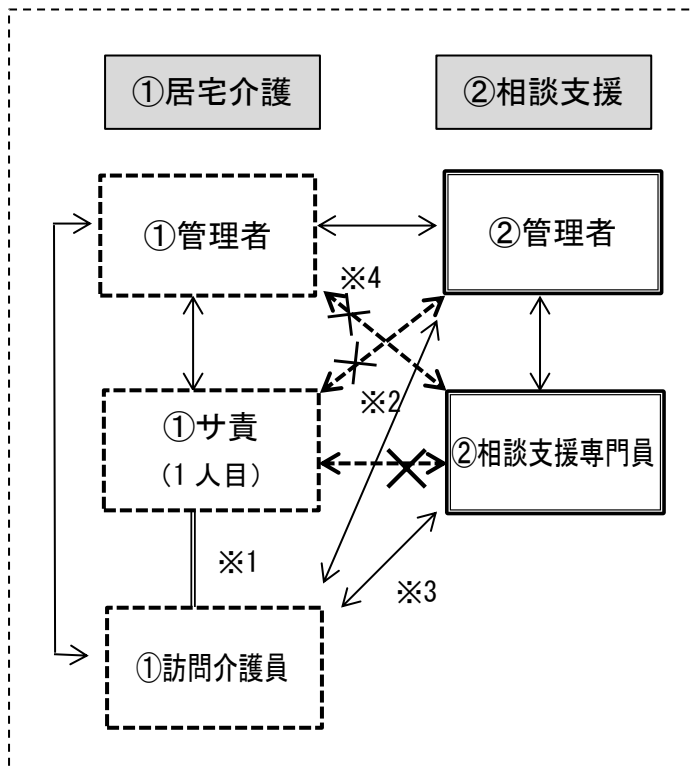 ①居宅介護
②相談支援
①管理者
②管理者
※4
①サ責
(1人目)
※2
②相談支援専門員
※1
※3
①訪問介護員